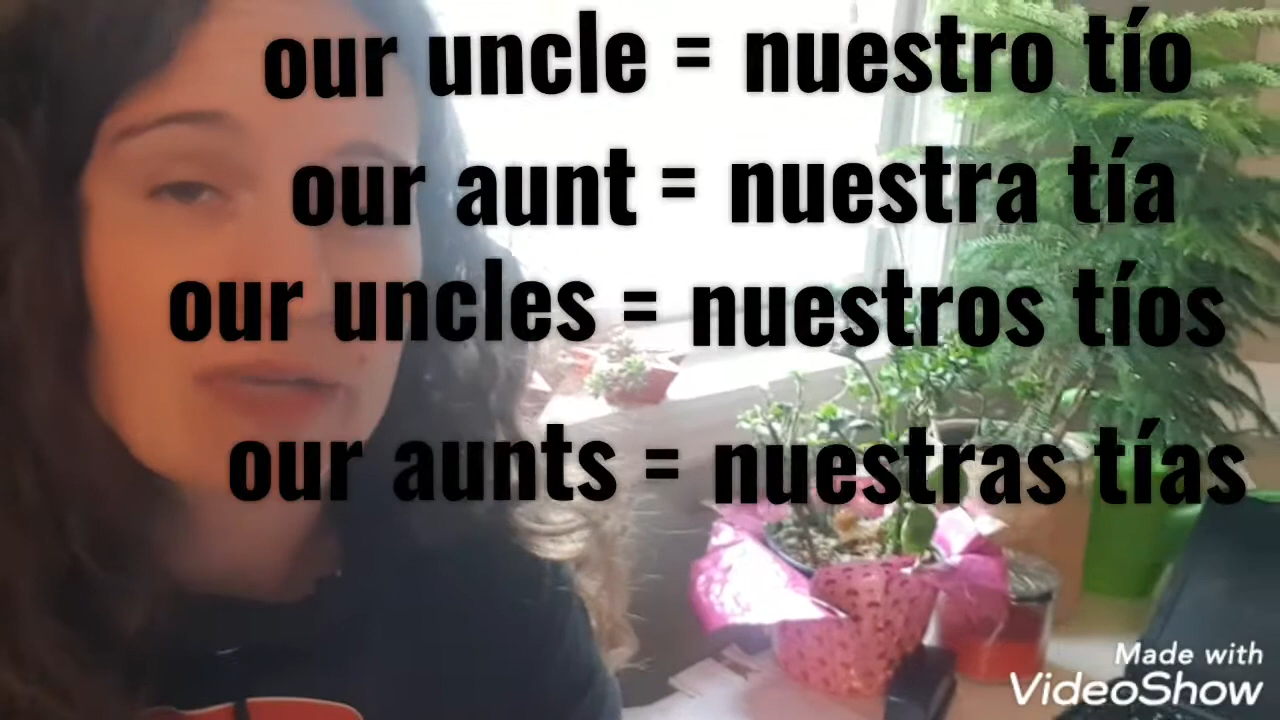 our uncle = nuestro tío
our aunt = nuestra tía
our uncles = nuestros tíos
our aunts = nuestras tías
Made with
VideoShow